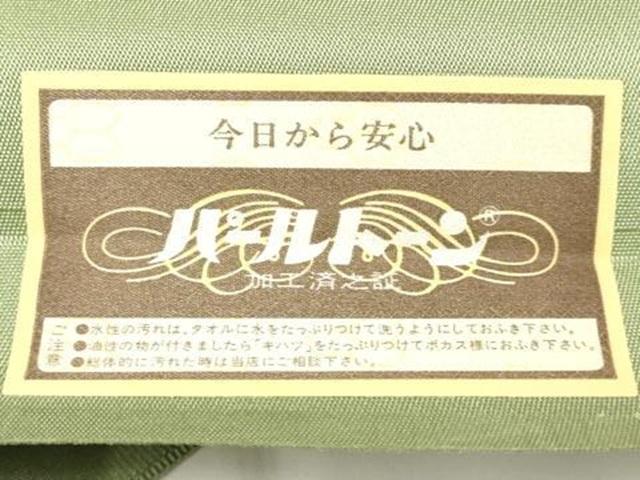 今日から安心
パールトーン®
加工済之証
ご注意
●水性の汚れは、タオルに水をたっぷりつけて洗うようにしておふき下さい。
●油性の物が付きましたら「キハツ」をたっぷりつけてボカス様におふき下さい。
●総体的に汚れた時は当店にご相談下さい。